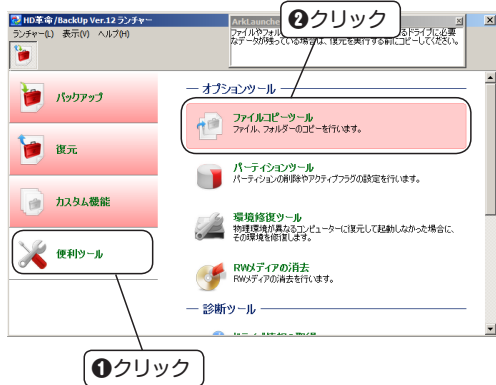 HD革命/BackUp Ver.12 ランチャー
ランチャー(L) 表示(V) ヘルプ(H)
ArkLaunche
ファイルやフォル
るドライブに必要
なデータが残っている場合は、復元を実行する前にコピーしてください。
❷クリック
バックアップ
復元
カスタム機能
便利ツール
オプションツール
ファイルコピーツール
ファイル、フォルダーのコピーを行います。
パーティションツール
パーティションの削除やアクティブフラグの設定を行います。
環境修復ツール
物理環境が異なるコンピューターに復元して起動しなかった場合に、
その環境を修復します。
RWメディアの消去
RWメディアの消去を行います。
診断ツール
❶クリック